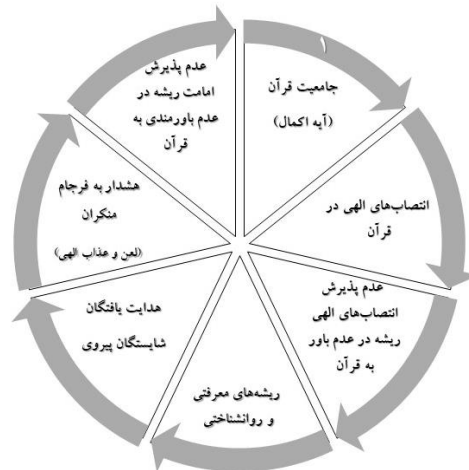 ۱
جامعیت قرآن
(آیه اکمال)
انتصاب‌های الهی در
قرآن
عدم پذیرش
انتصاب‌های الهی
ریشه در عدم باور
به قرآن
ریشه‌های معرفتی
و روانشناختی
هدایت یافتگان
شایستگان پیروی
هشدار به فرجام
منکران
(لعن و عذاب الهی)
عدم پذیرش
امامت ریشه در
عدم باورمندی به
قرآن